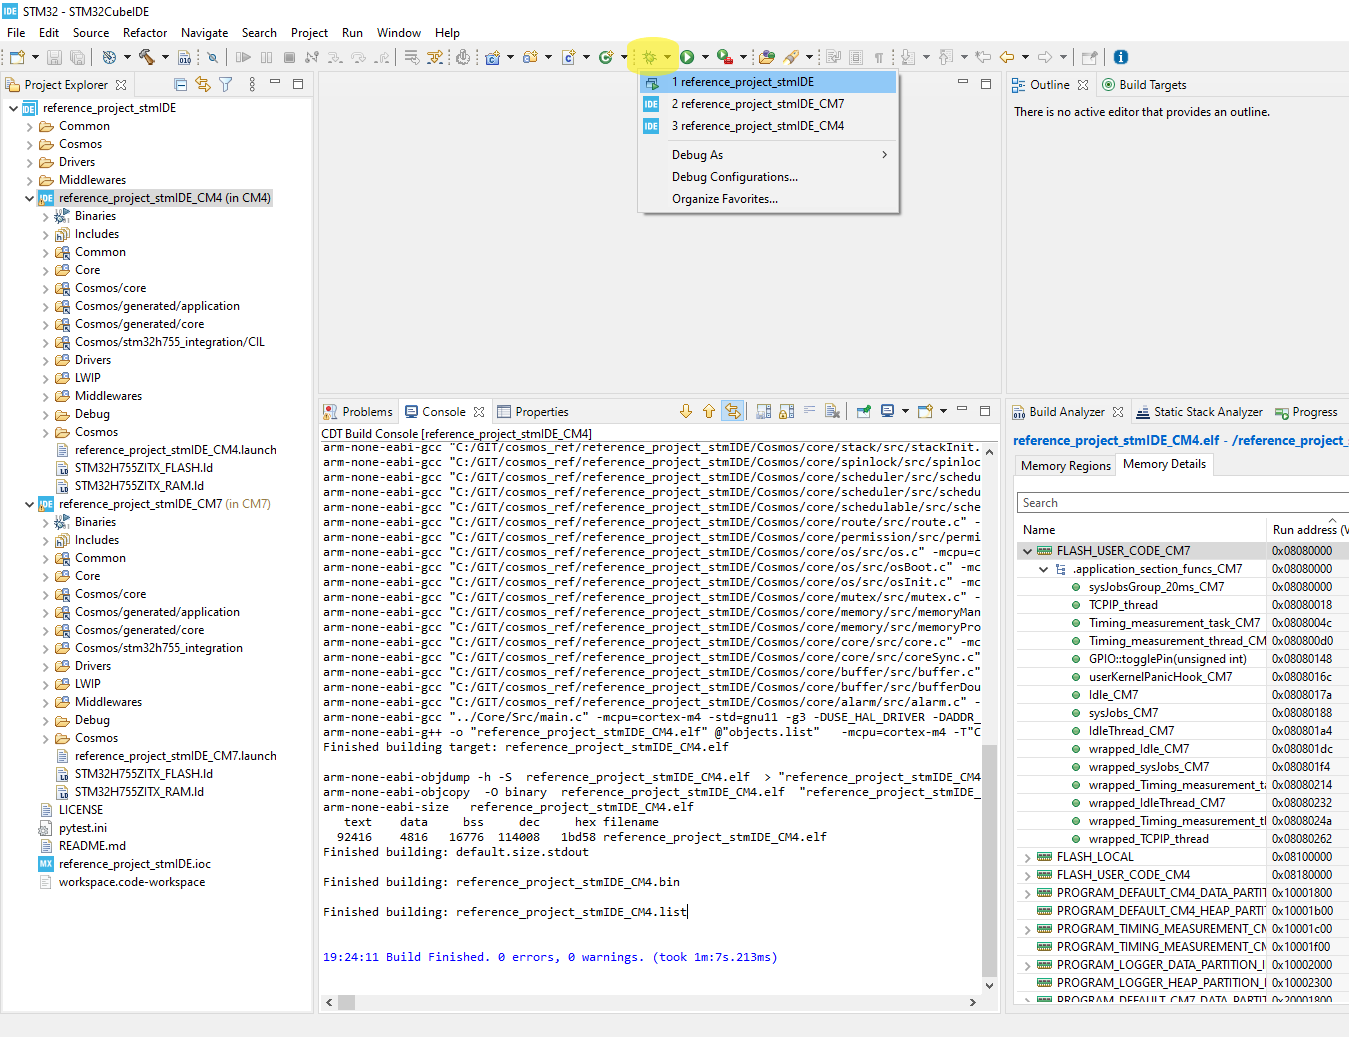 IDE STM32 - STM32CubeIDE
File Edit Source Refactor Navigate Search Project Run Window Help
Project Explorer
IDE reference_project_stmIDE
Common
Cosmos
Drivers
Middlewares
IDE reference_project_stmIDE_CM4 (in CM4)
Binaries
Includes
Common
Core
Cosmos/core
Cosmos/generated/application
Cosmos/generated/core
Cosmos/stm32h755_integration/CIL
Drivers
LWIP
Middlewares
Debug
Cosmos
reference_project_stmIDE_CM4.launch
STM32H755ZITX_FLASH.ld
STM32H755ZITX_RAM.ld
IDE reference_project_stmIDE_CM7 (in CM7)
Binaries
Includes
Common
Core
Cosmos/core
Cosmos/generated/application
Cosmos/generated/core
Cosmos/stm32h755_integration
Drivers
LWIP
Middlewares
Debug
Cosmos
reference_project_stmIDE_CM7.launch
STM32H755ZITX_FLASH.ld
STM32H755ZITX_RAM.ld
LICENSE
pytest.ini
README.md
MX reference_project_stmIDE.ioc
workspace.code-workspace
1 reference_project_stmIDE
IDE 2 reference_project_stmIDE_CM7
IDE 3 reference_project_stmIDE_CM4
Debug As
Debug Configurations...
Organize Favorites...
Outline Build Targets
There is no active editor that provides an outline.
Problems Console Properties
CDT Build Console [reference_project_stmIDE_CM4]
arm-none-eabi-gcc "C:/GIT/cosmos_ref/reference_project_stmIDE/Cosmos/core/stack/src/stackInit.
arm-none-eabi-gcc "C:/GIT/cosmos_ref/reference_project_stmIDE/Cosmos/core/spinlock/src/spinloc
arm-none-eabi-gcc "C:/GIT/cosmos_ref/reference_project_stmIDE/Cosmos/core/scheduler/src/schedu
arm-none-eabi-gcc "C:/GIT/cosmos_ref/reference_project_stmIDE/Cosmos/core/schedulable/src/sche
arm-none-eabi-gcc "C:/GIT/cosmos_ref/reference_project_stmIDE/Cosmos/core/route/src/route.c" -
arm-none-eabi-gcc "C:/GIT/cosmos_ref/reference_project_stmIDE/Cosmos/core/permission/src/permi
arm-none-eabi-gcc "C:/GIT/cosmos_ref/reference_project_stmIDE/Cosmos/core/os/src/os.c" -mcpu=c
arm-none-eabi-gcc "C:/GIT/cosmos_ref/reference_project_stmIDE/Cosmos/core/os/src/osBoot.c" -mc
arm-none-eabi-gcc "C:/GIT/cosmos_ref/reference_project_stmIDE/Cosmos/core/os/src/osInit.c" -mc
arm-none-eabi-gcc "C:/GIT/cosmos_ref/reference_project_stmIDE/Cosmos/core/mutex/src/mutex.c" -
arm-none-eabi-gcc "C:/GIT/cosmos_ref/reference_project_stmIDE/Cosmos/core/memory/src/memoryMan
arm-none-eabi-gcc "C:/GIT/cosmos_ref/reference_project_stmIDE/Cosmos/core/memory/src/memoryPro
arm-none-eabi-gcc "C:/GIT/cosmos_ref/reference_project_stmIDE/Cosmos/core/core/src/core.c" -mc
arm-none-eabi-gcc "C:/GIT/cosmos_ref/reference_project_stmIDE/Cosmos/core/core/src/coreSync.c"
arm-none-eabi-gcc "C:/GIT/cosmos_ref/reference_project_stmIDE/Cosmos/core/buffer/src/buffer.c"
arm-none-eabi-gcc "C:/GIT/cosmos_ref/reference_project_stmIDE/Cosmos/core/buffer/src/bufferDou
arm-none-eabi-gcc "C:/GIT/cosmos_ref/reference_project_stmIDE/Cosmos/core/alarm/src/alarm.c" -
arm-none-eabi-gcc "../Core/Src/main.c" -mcpu=cortex-m4 -std=gnu11 -g3 -DUSE_HAL_DRIVER -DADDR_
arm-none-eabi-g++ -o "reference_project_stmIDE_CM4.elf" @"objects.list" -mcpu=cortex-m4 -T"C
Finished building target: reference_project_stmIDE_CM4.elf
arm-none-eabi-objdump -h -S reference_project_stmIDE_CM4.elf > "reference_project_stmIDE_CM4
arm-none-eabi-objcopy -O binary reference_project_stmIDE_CM4.elf "reference_project_stmIDE_
arm-none-eabi-size reference_project_stmIDE_CM4.elf
text data bss dec hex filename
92416 4816 16776 114008 1bd58 reference_project_stmIDE_CM4.elf
Finished building: default.size.stdout
Finished building: reference_project_stmIDE_CM4.bin
Finished building: reference_project_stmIDE_CM4.list
19:24:11 Build Finished. 0 errors, 0 warnings. (took 1m:7s.213ms)
Build Analyzer Static Stack Analyzer Progress
reference_project_stmIDE_CM4.elf - /reference_project_
Memory Regions Memory Details
Search
Name Run address (V
FLASH_USER_CODE_CM7 0x08080000
.application_section_funcs_CM7 0x08080000
sysJobsGroup_20ms_CM7 0x08080000
TCPIP_thread 0x08080018
Timing_measurement_task_CM7 0x0808004c
Timing_measurement_thread_CM 0x080800d0
GPIO::togglePin(unsigned int) 0x08080148
userKernelPanicHook_CM7 0x0808016c
Idle_CM7 0x0808017a
sysJobs_CM7 0x08080188
IdleThread_CM7 0x080801a4
wrapped_Idle_CM7 0x080801dc
wrapped_sysJobs_CM7 0x080801f4
wrapped_Timing_measurement_ta 0x08080214
wrapped_IdleThread_CM7 0x08080232
wrapped_Timing_measurement_tl 0x0808024a
wrapped_TCPIP_thread 0x08080262
FLASH_LOCAL 0x08100000
FLASH_USER_CODE_CM4 0x08180000
PROGRAM_DEFAULT_CM4_DATA_PARTIT 0x10001800
PROGRAM_DEFAULT_CM4_HEAP_PARTI 0x10001b00
PROGRAM_TIMING_MEASUREMENT_CM 0x10001c00
PROGRAM_TIMING_MEASUREMENT_CM 0x10001f00
PROGRAM_LOGGER_DATA_PARTITION_I 0x10002000
PROGRAM_LOGGER_HEAP_PARTITION_I 0x10002300
PROGRAM_DEFAULT_CM7_DATA_PARTIT 0x20001800